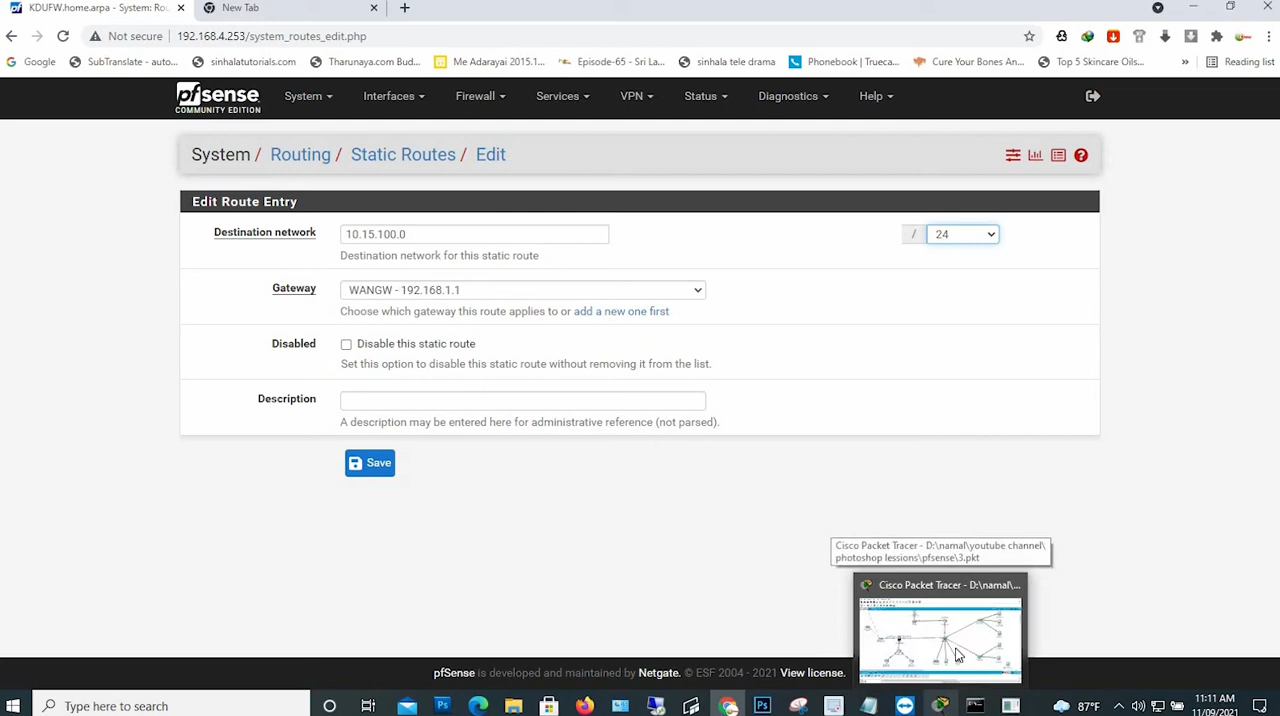 KDUFW.home.arpa - System: Rou
New Tab
Not secure
192.168.4.253/system_routes_edit.php
Google
SubTranslate - auto...
sinhalatutorials.com
Tharunaya.com Bud...
Me Adarayai 2015.1...
Episode-65 - Sri La...
sinhala tele drama
Phonebook | Trueca...
Cure Your Bones An...
Top 5 Skincare Oils...
»
Reading list
pfsense
COMMUNITY EDITION
System
Interfaces
Firewall
Services
VPN
Status
Diagnostics
Help
System / Routing / Static Routes / Edit
Edit Route Entry
Destination network
10.15.100.0
/ 24
Destination network for this static route
Gateway
WANGW - 192.168.1.1
Choose which gateway this route applies to or add a new one first
Disabled
Disable this static route
Set this option to disable this static route without removing it from the list.
Description
A description may be entered here for administrative reference (not parsed).
Save
Cisco Packet Tracer - D:\namal\youtube channel\
photoshop lessions\pfsense\3.pkt
Cisco Packet Tracer - D:\namal\...
pfSense is developed and maintained by Netgate. © ESF 2004 - 2021 View license.
Type here to search
87°F
11:11 AM
11/09/2021